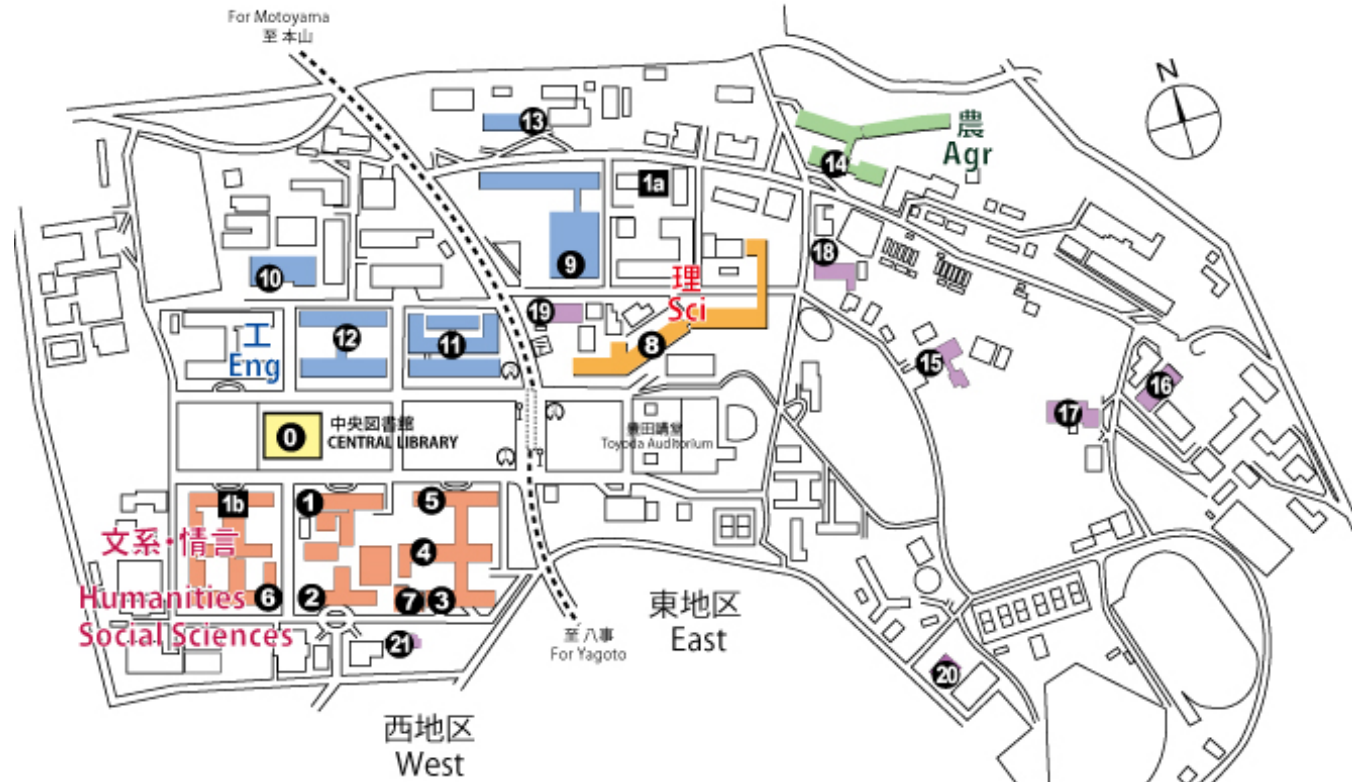 For Motoyama
至 本山
N
13
農
Agr
14
1a
18
9
10
理
Sci
19
8
工
Eng
12
11
15
16
17
0
中央図書館
CENTRAL LIBRARY
豊田講堂
Toyoda Auditorium
1b
1
5
文系・情言
4
Humanities
6
2
7
3
Social Sciences
21
至 八事
For Yagoto
東地区
East
20
西地区
West